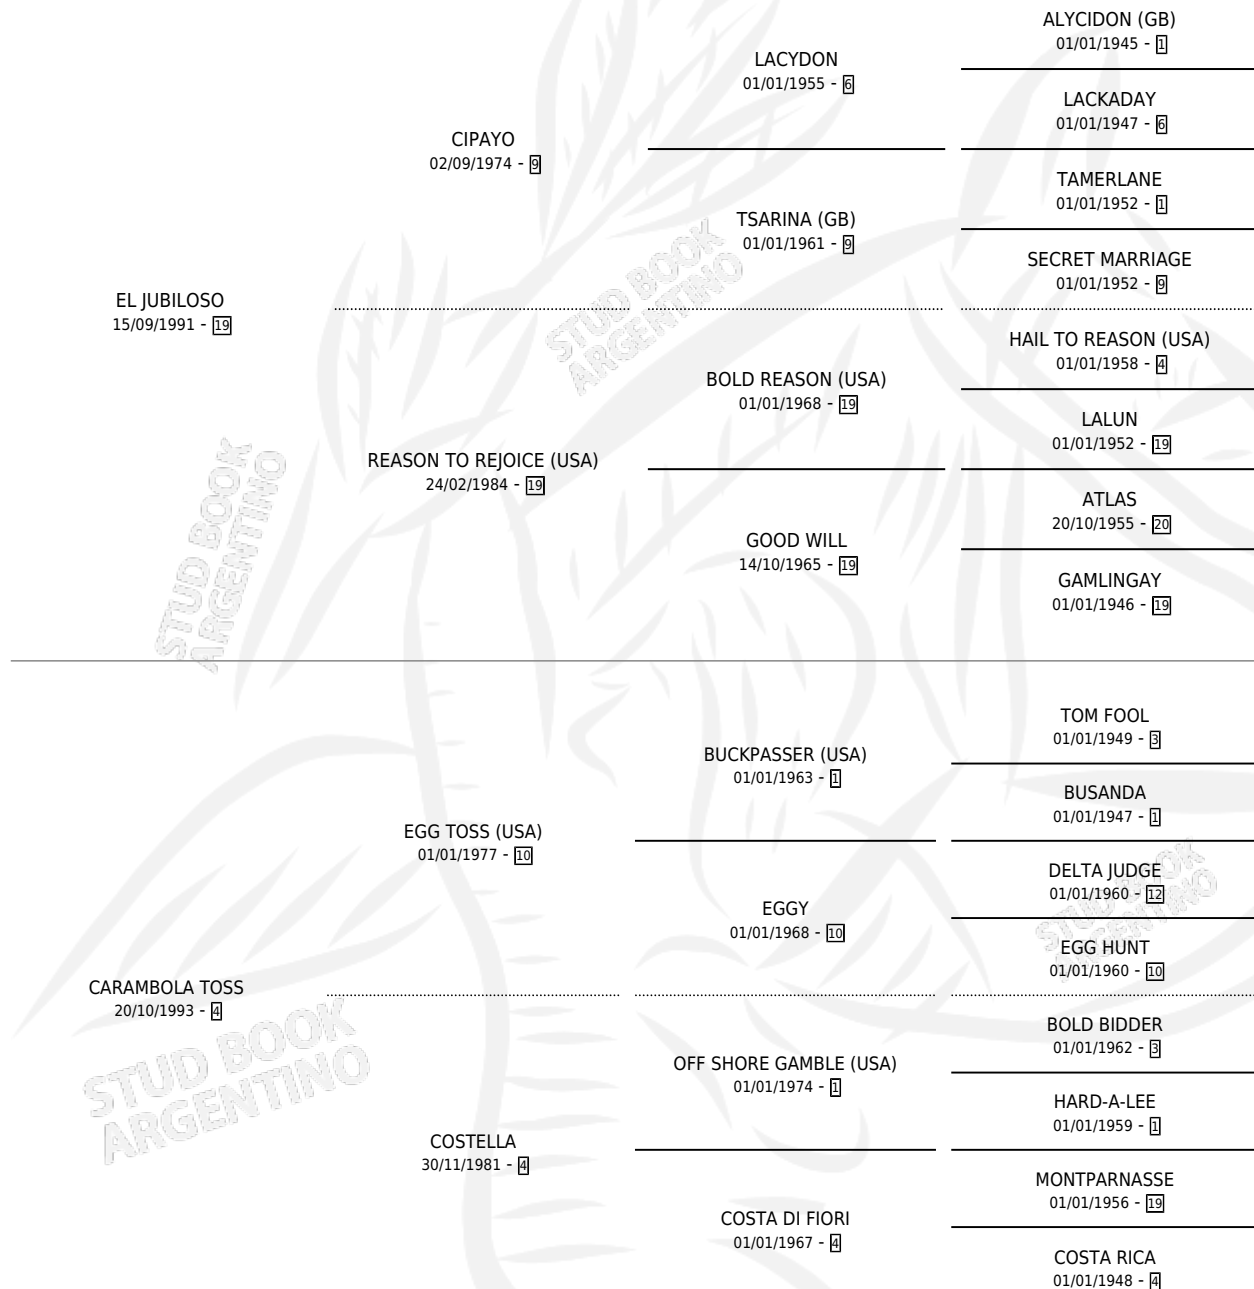 ALYCIDON (GB)
01/01/1945 - 1
LACYDON
01/01/1955 - 6
LACKADAY
01/01/1947 - 6
CIPAYO
02/09/1974 - 9
TAMERLANE
01/01/1952 - 1
TSARINA (GB)
01/01/1961 - 9
SECRET MARRIAGE
01/01/1952 - 9
EL JUBILOSO
15/09/1991 - 19
STUD BOOK
ARGENTINO
HAIL TO REASON (USA)
01/01/1958 - 4
BOLD REASON (USA)
01/01/1968 - 19
LALUN
01/01/1952 - 19
REASON TO REJOICE (USA)
24/02/1984 - 19
ATLAS
20/10/1955 - 20
GOOD WILL
14/10/1965 - 19
GAMLINGAY
01/01/1946 - 19
STUD BOOK
ARGENTINO
TOM FOOL
01/01/1949 - 3
BUCKPASSER (USA)
01/01/1963 - 1
BUSANDA
01/01/1947 - 1
EGG TOSS (USA)
01/01/1977 - 10
DELTA JUDGE
01/01/1960 - 12
EGGY
01/01/1968 - 10
EGG HUNT
01/01/1960 - 10
STUD BOOK
ARGENTINO
CARAMBOLA TOSS
20/10/1993 - 4
STUD BOOK
ARGENTINO
BOLD BIDDER
01/01/1962 - 3
OFF SHORE GAMBLE (USA)
01/01/1974 - 1
HARD-A-LEE
01/01/1959 - 1
COSTELLA
30/11/1981 - 4
MONTPARNASSE
01/01/1956 - 19
COSTA DI FIORI
01/01/1967 - 4
COSTA RICA
01/01/1948 - 4